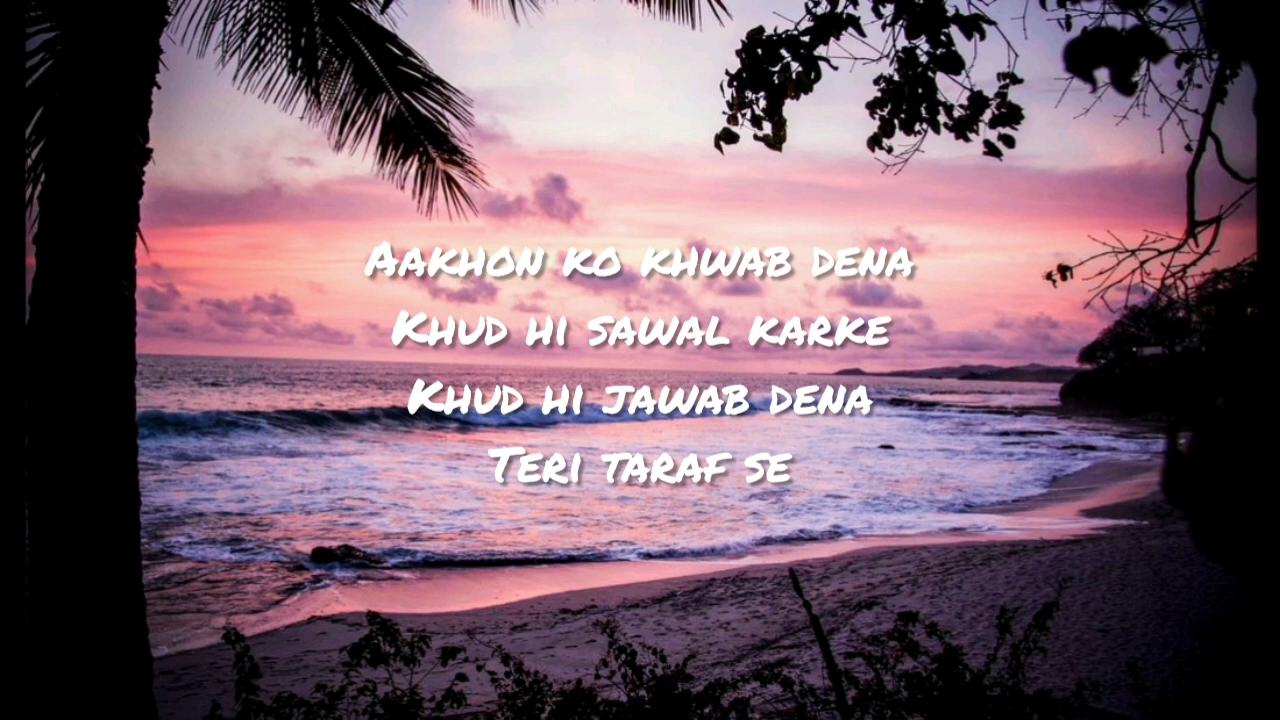 Aakhon ko khwab dena
Khud hi sawal karke
Khud hi jawab dena
Teri taraf se